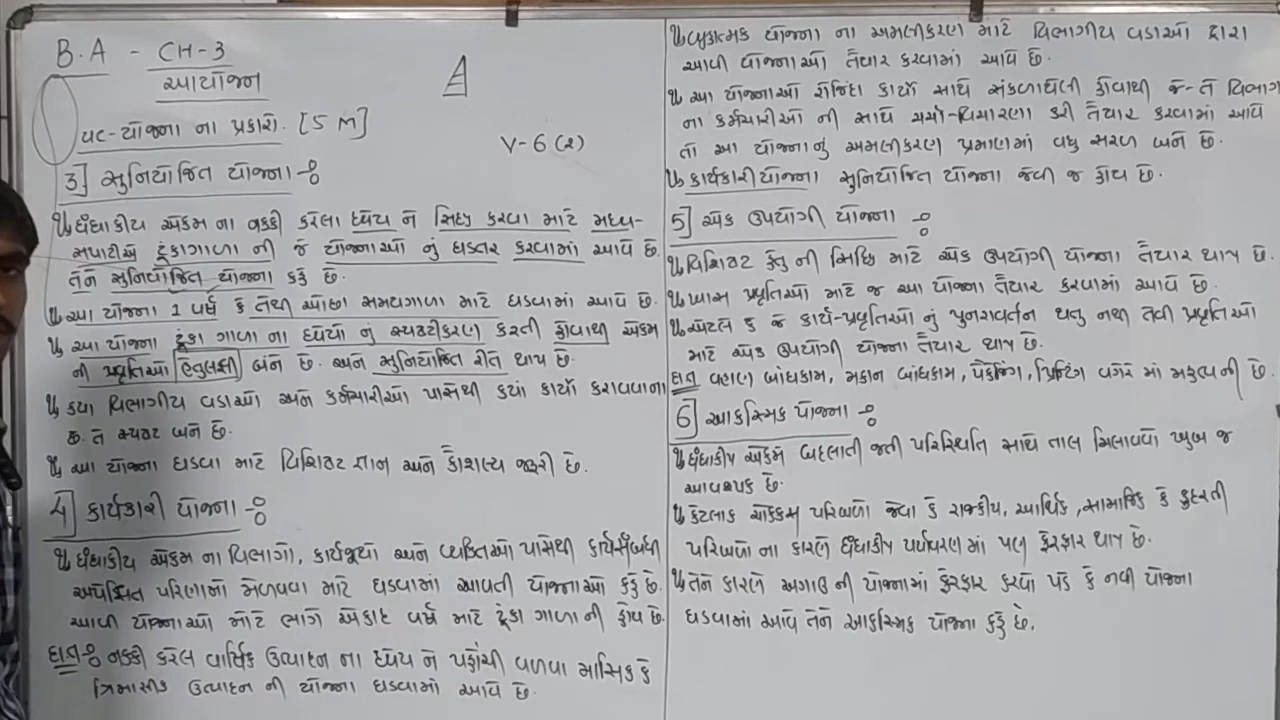 B.A - CH-3
આયોજન
A
૫૮-યોજના ના પ્રકારો. [5 M]
V-6 (2)
3] સુનિયોજિત યોજના :-
ધંધાકીય એકમ ના નક્કી કરેલા ધ્યેય ને સિધ્ધ કરવા માટે મધ્ય-
સપાટીએ ટૂંકાગાળા ની જે યોજનાઓ નું ઘડતર કરવામાં આવે છે.
તેને સુનિયોજિત યોજના કહે છે.
આ યોજના 1 વર્ષ કે તેથી ઓછા સમયગાળા માટે ઘડવામાં આવે છે.
આ યોજના ટૂંકા ગાળા ના ધ્યેયો નું સ્પષ્ટીકરણ કરતી હોવાથી એકમ
ની પ્રવૃતિઓ હેતુલક્ષી બને છે. અને સુનિયોજિત રીતે થાય છે.
કયા વિભાગીય વડાઓ અને કર્મચારીઓ પાસેથી કયાં કાર્યો કરાવવાના
છે. તે સ્પષ્ટ બને છે.
આ યોજના ઘડવા માટે વિશિષ્ટ જ્ઞાન અને કૌશલ્ય જરૂરી છે.
4] કાર્યકારી યોજના :-
ધંધાકીય એકમ ના વિભાગો, કાર્યજૂથો અને વ્યક્તિઓ પાસેથી કાર્યસંબંધી
અપેક્ષિત પરિણામો મેળવવા માટે ઘડવામાં આવતી યોજનાઓ કહે છે.
આવી યોજનાઓ મોટે ભાગે એકાદ વર્ષ માટે ટૂંકા ગાળા ની હોય છે.
દા.ત :- નક્કી કરેલ વાર્ષિક ઉત્પાદન ના ધ્યેય ને પહોંચી વળવા માસિક કે
ત્રિમાસીક ઉત્પાદન ની યોજના ઘડવામાં આવે છે.
વ્યૂહાત્મક યોજના ના અમલીકરણ માટે વિભાગીય વડાઓ દ્વારા
આવી યોજનાઓ તૈયાર કરવામાં આવે છે.
આ યોજનાઓ રોજિંદા કાર્યો સાથે સંકળાયેલી હોવાથી જે-તે વિભાગ
ના કર્મચારીઓ ની સાથે ચર્ચા-વિચારણા કરી તૈયાર કરવામાં આવે
તો આ યોજનાનું અમલીકરણ પ્રમાણમાં વધુ સરળ બને છે.
કાર્યકારી યોજના સુનિયોજિત યોજના જેવી જ હોય છે.
5] એક ઉપયોગી યોજના :-
વિશિષ્ટ હેતુ ની સિધ્ધિ માટે એક ઉપયોગી યોજના તૈયાર થાય છે.
ખાસ પ્રવૃતિઓ માટે જ આ યોજના તૈયાર કરવામાં આવે છે.
એટલે કે જે કાર્ય-પ્રવૃતિઓ નું પુનરાવર્તન થતું નથી તેવી પ્રવૃતિઓ
માટે એક ઉપયોગી યોજના તૈયાર થાય છે.
દા.ત વહાણ બાંધકામ, મકાન બાંધકામ, પેકેજિંગ, પ્રિન્ટિંગ વગેરે માં મહત્વની છે.
6] આકસ્મિક યોજના :-
ધંધાકીય એકમે બદલાતી જતી પરિસ્થિતિ સાથે તાલ મિલાવવો ખુબ જ
આવશ્યક છે.
કેટલાક ચોક્કસ પરિબળો જેવા કે રાજકીય, આર્થિક, સામાજિક કે કુદરતી
પરિબળો ના કારણે ધંધાકીય પર્યાવરણ માં પણ ફેરફાર થાય છે.
તેને કારણે અગાઉ ની યોજનામાં ફેરફાર કરવો પડે કે નવી યોજના
ઘડવામાં આવે તેને આકસ્મિક યોજના કહે છે.